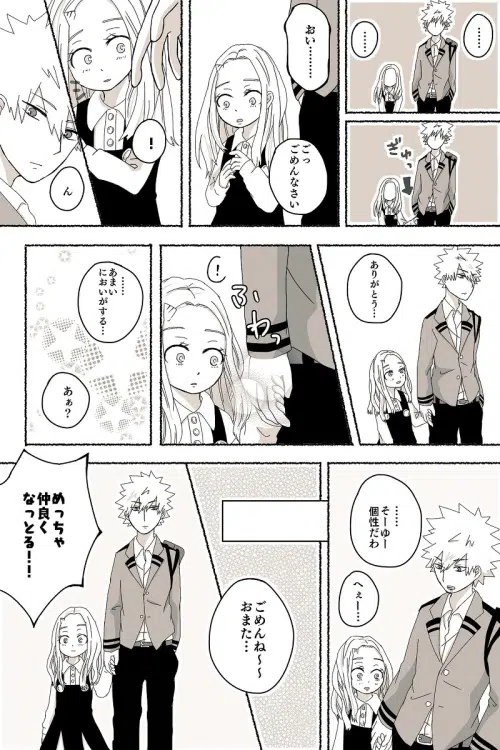 ……
……
ぎゅっ
おい……
ごっ
ごめんなさい
！
ん
ありがとう…
！
ふわっ
……
あまい
においがする…
あぁ？
……
そーゆー
個性だわ
へぇー…
ごめんね～～
おまた…
めっちゃ
仲良く
なっとる！！